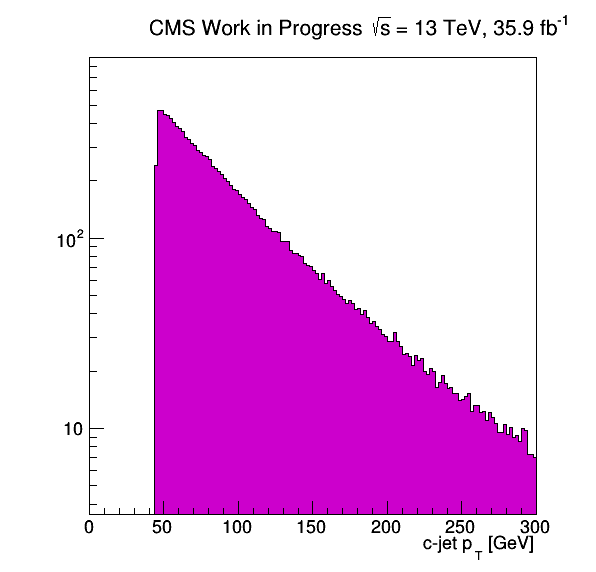 CMS Work in Progress √s = 13 TeV, 35.9 fb⁻¹
10²
10
0 50 100 150 200 250 300
c-jet p_T [GeV]